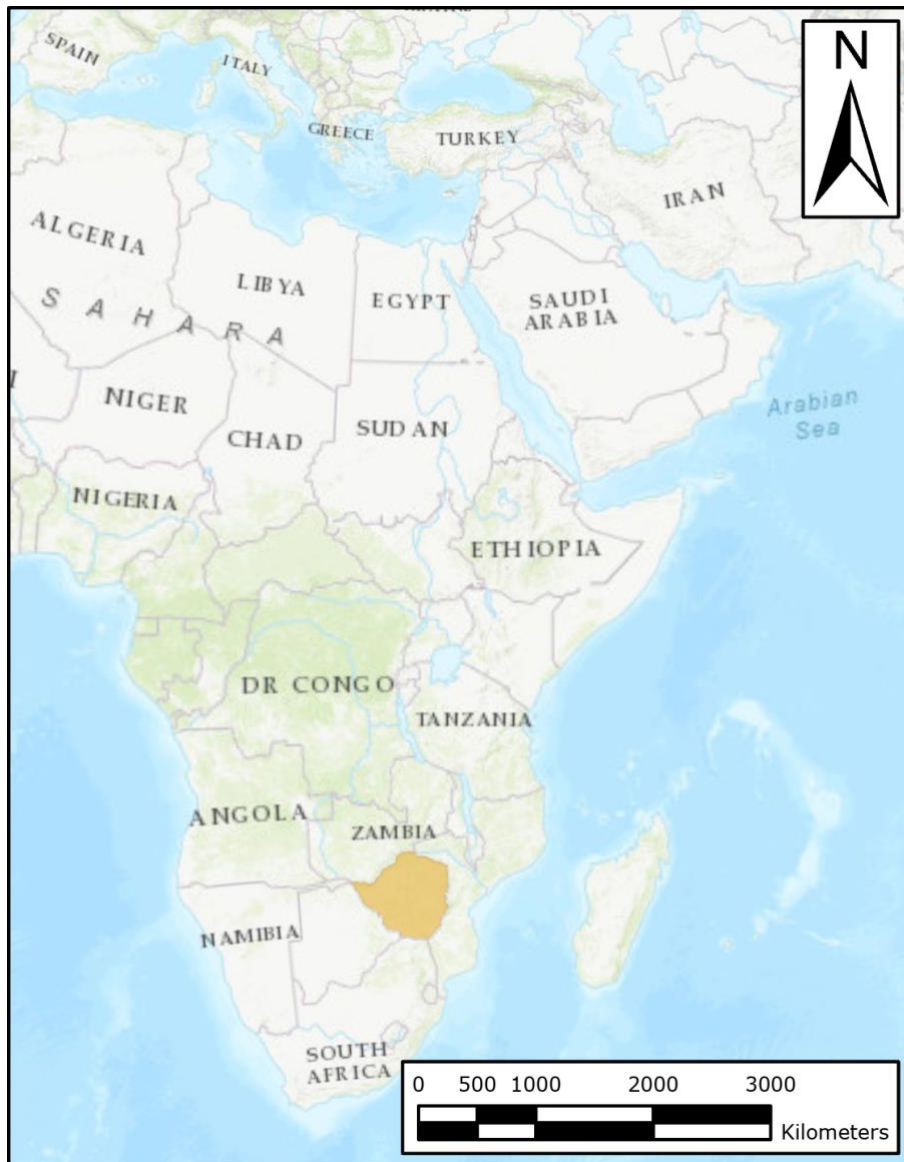 SPAIN
ITALY
GREECE
TURKEY
N
IRAN
ALGERIA
LIBYA
EGYPT
SAUDI
ARABIA
SAHARA
NIGER
CHAD
SUDAN
Arabian
Sea
NIGERIA
ETHIOPIA
DR CONGO
TANZANIA
ANGOLA
ZAMBIA
NAMIBIA
SOUTH
AFRICA
0 500 1000 2000 3000
Kilometers